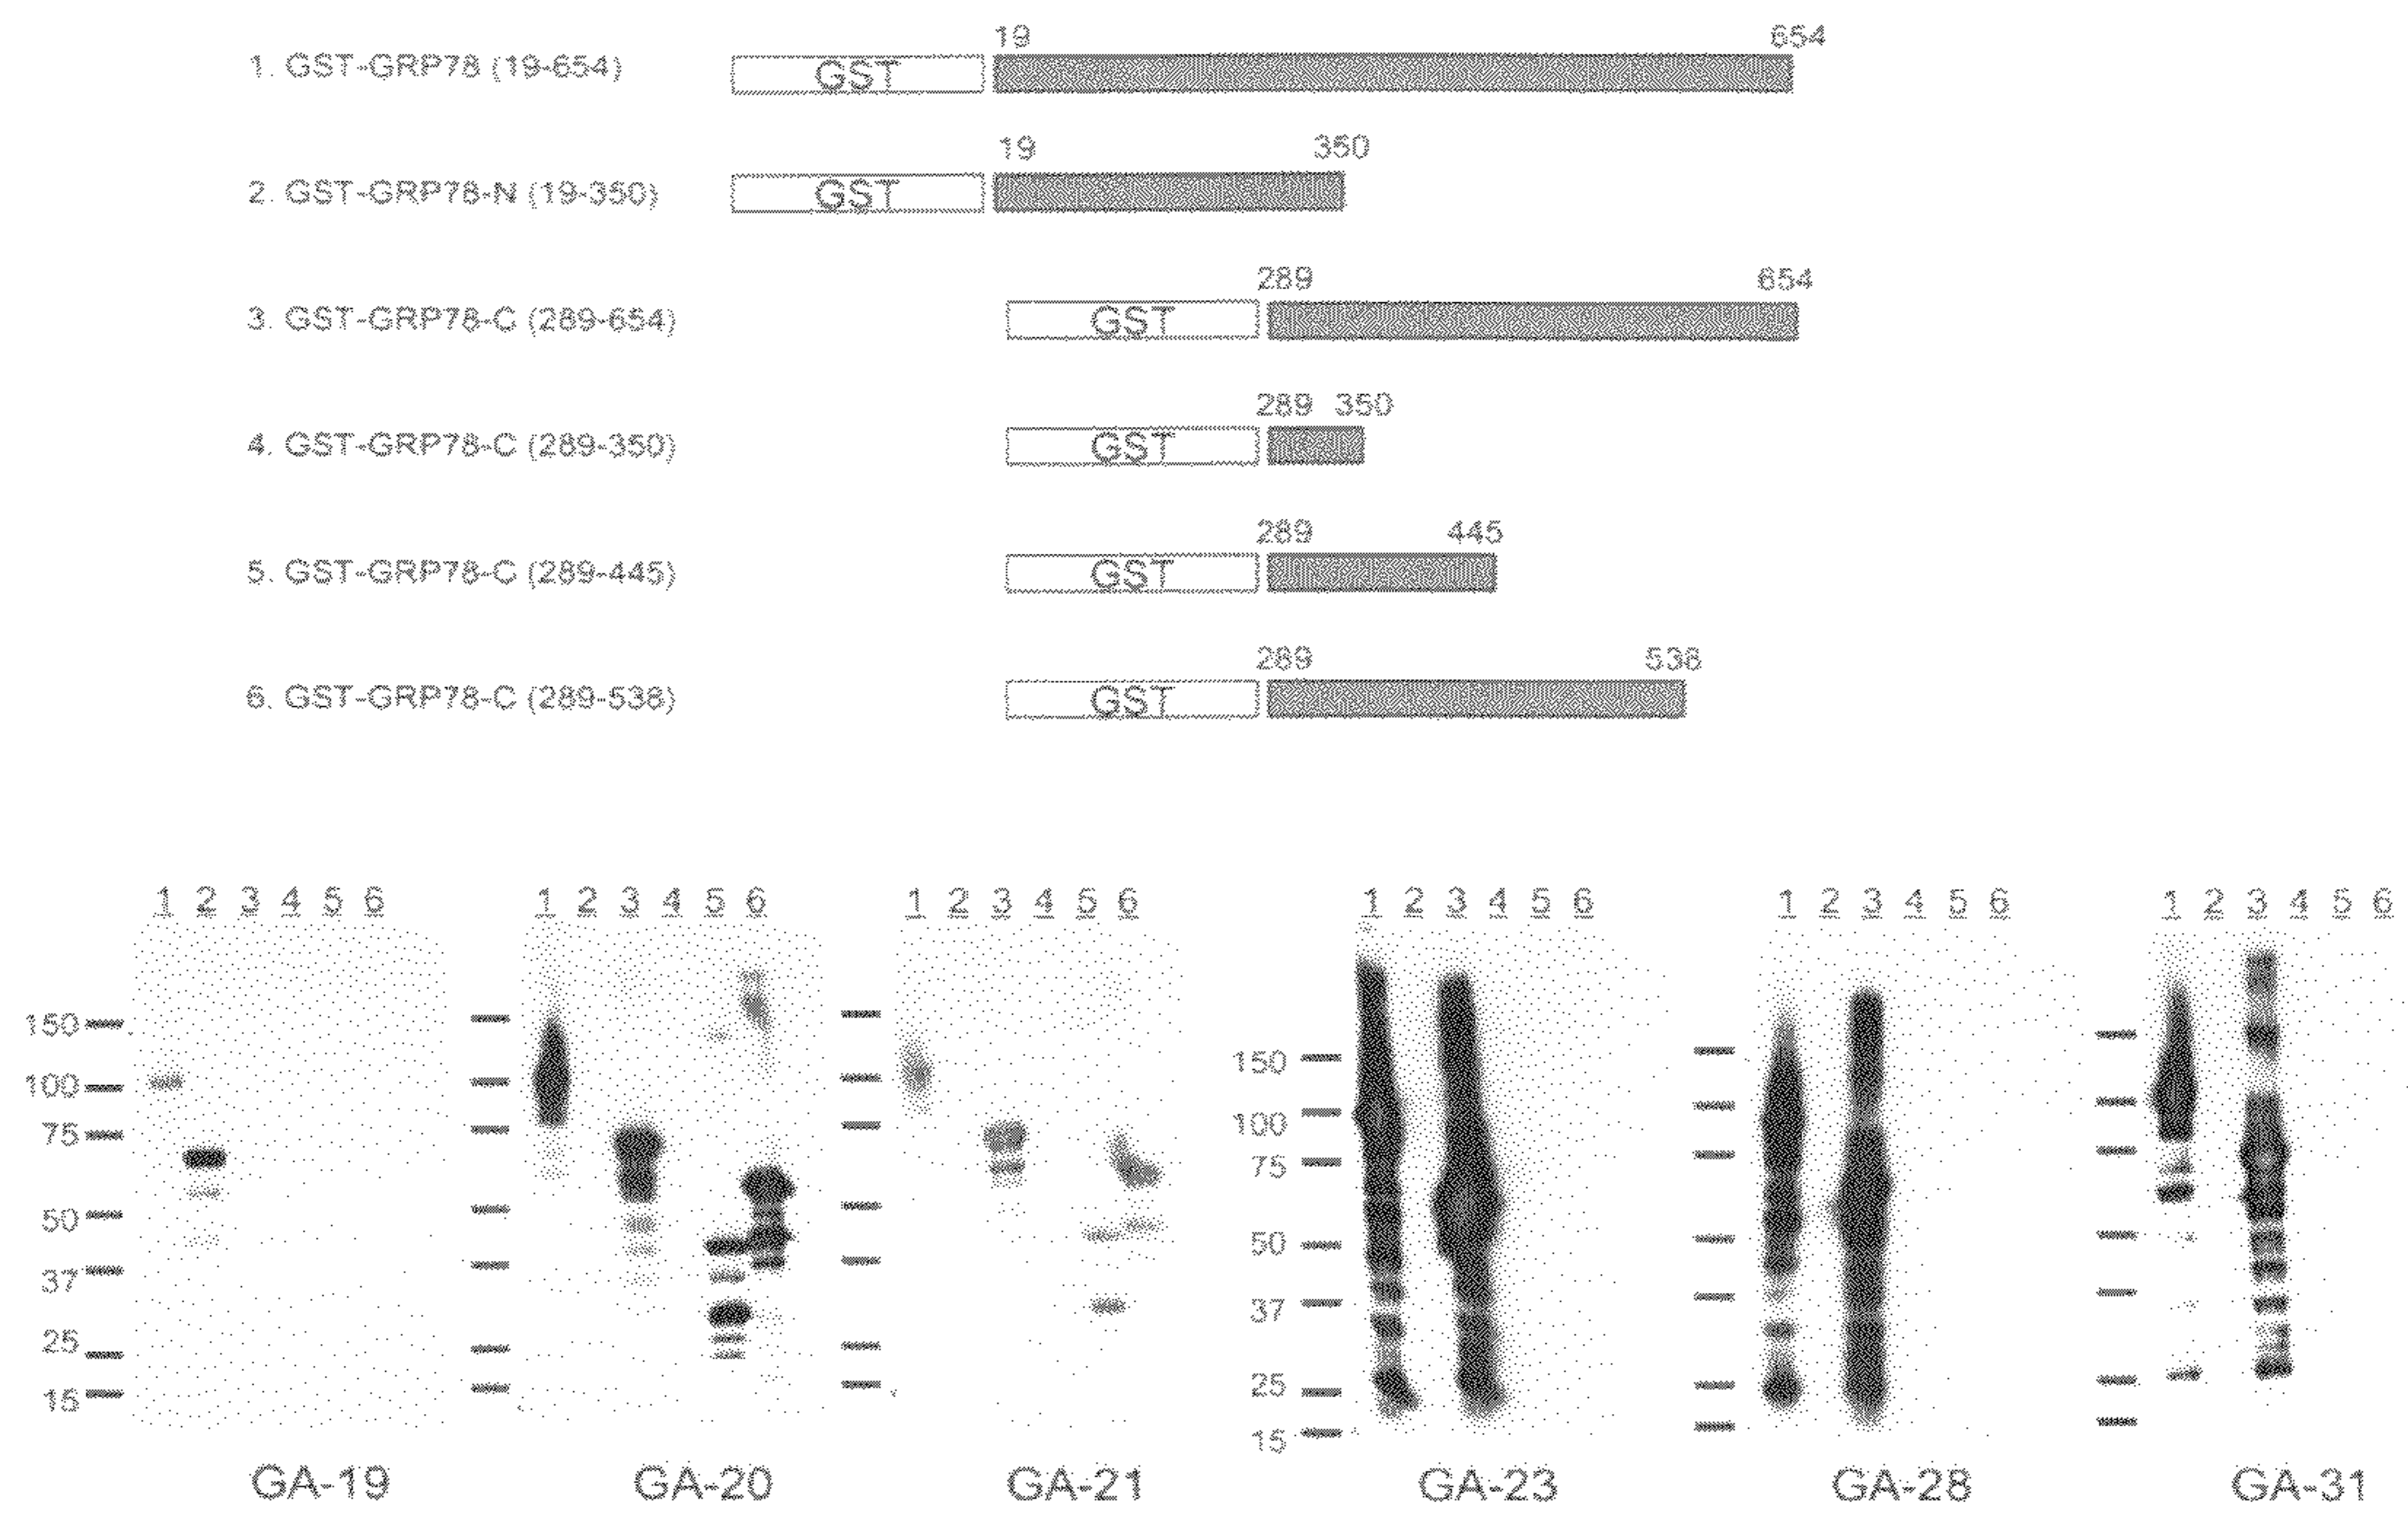 19 654
1. GST-GRP78 (19-654) GST
19 350
2. GST-GRP78-N (19-350) GST
289 654
3. GST-GRP78-C (289-654) GST
289 350
4. GST-GRP78-C (289-350) GST
289 445
5. GST-GRP78-C (289-445) GST
289 538
6. GST-GRP78-C (289-538) GST
1 2 3 4 5 6 1 2 3 4 5 6 1 2 3 4 5 6 1 2 3 4 5 6 1 2 3 4 5 6 1 2 3 4 5 6
150 150
100 100
75 75
50 50
37 37
25 25
15 15
GA-19 GA-20 GA-21 GA-23 GA-28 GA-31